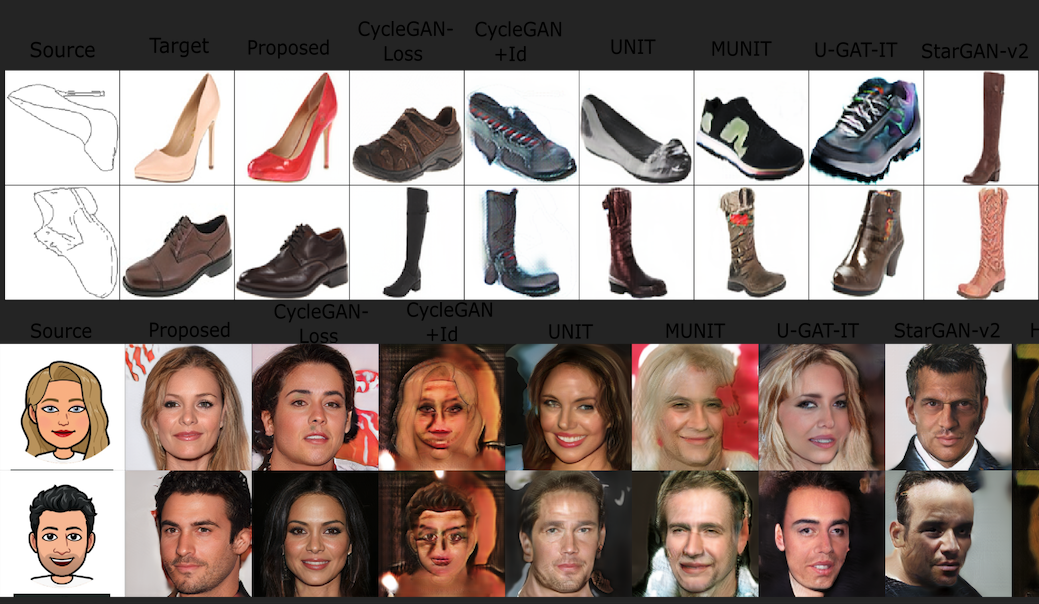 Source Target Proposed CycleGAN-Loss CycleGAN +Id UNIT MUNIT U-GAT-IT StarGAN-v2
Source Proposed CycleGAN-Loss CycleGAN +Id UNIT MUNIT U-GAT-IT StarGAN-v2 H